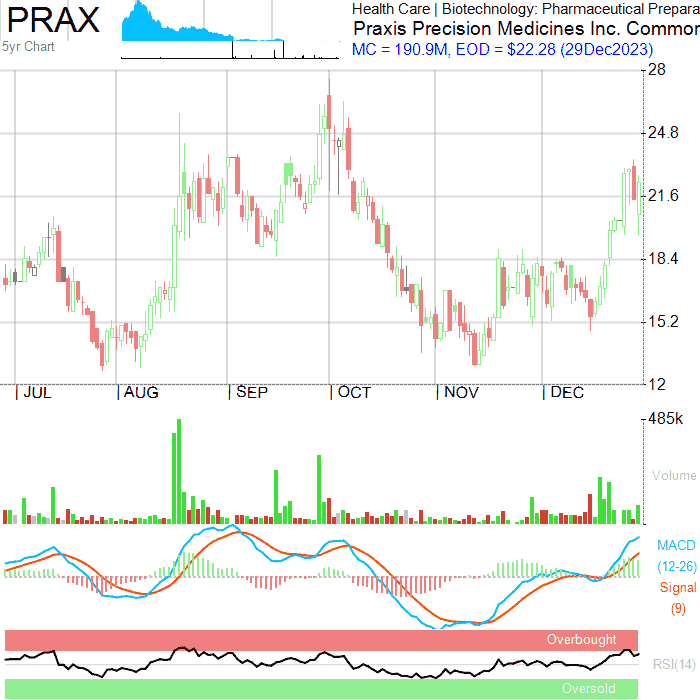 PRAX
5yr Chart
Health Care | Biotechnology: Pharmaceutical Prepara
Praxis Precision Medicines Inc. Common
MC = 190.9M, EOD = $22.28 (29Dec2023)
28
24.8
21.6
18.4
15.2
12
JUL AUG SEP OCT NOV DEC
485k
Volume
MACD
(12-26)
Signal
(9)
Overbought
RSI(14)
Oversold